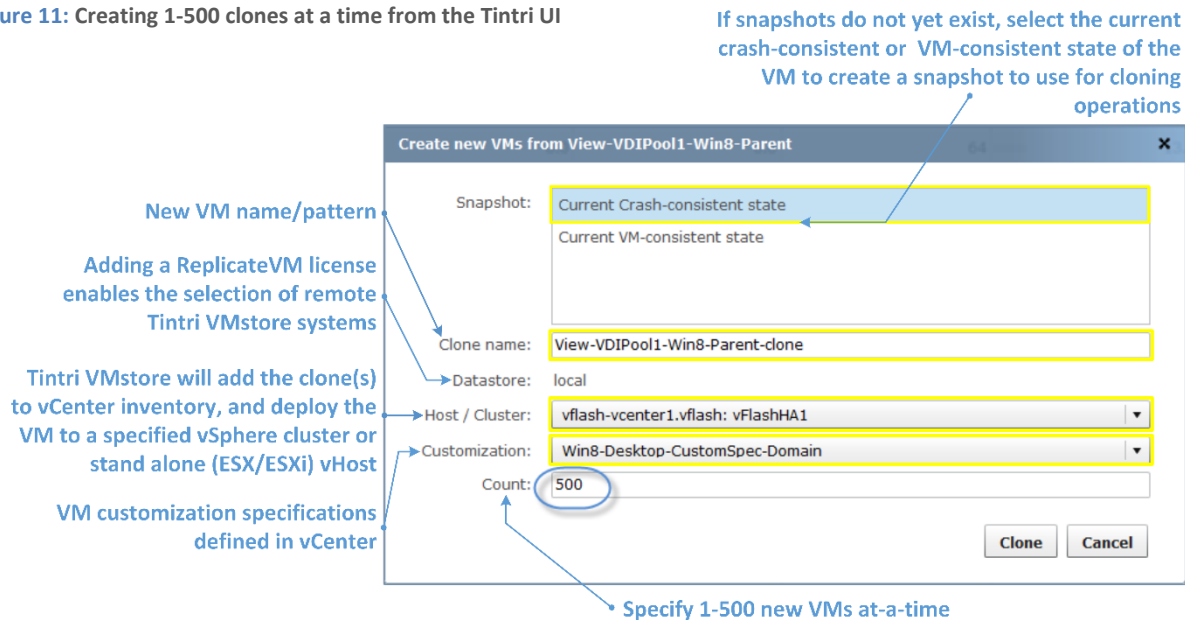 ure 11: Creating 1-500 clones at a time from the Tintri UI
If snapshots do not yet exist, select the current
crash-consistent or VM-consistent state of the
VM to create a snapshot to use for cloning
operations
Create new VMs from View-VDIPool1-Win8-Parent
64
x
New VM name/pattern
Snapshot:
Current Crash-consistent state
Current VM-consistent state
Adding a ReplicateVM license
enables the selection of remote
Tintri VMstore systems
Clone name:
View-VDIPool1-Win8-Parent-clone
Datastore:
local
Tintri VMstore will add the clone(s)
to vCenter inventory, and deploy the
VM to a specified vSphere cluster or
stand alone (ESX/ESXi) vHost
Host / Cluster:
vflash-vcenter1.vflash: vFlashHA1
Customization:
Win8-Desktop-CustomSpec-Domain
Count:
500
VM customization specifications
defined in vCenter
Clone
Cancel
Specify 1-500 new VMs at-a-time